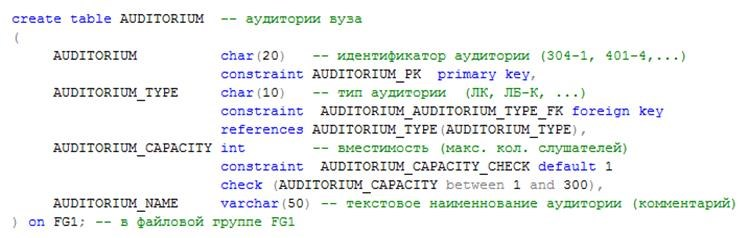 create table AUDITORIUM -- аудитории вуза
(
AUDITORIUM char(20) -- идентификатор аудитории (304-1, 401-4,...)
constraint AUDITORIUM_PK primary key,
AUDITORIUM_TYPE char(10) -- тип аудитории (ЛК, ЛБ-К, ...)
constraint AUDITORIUM_AUDITORIUM_TYPE_FK foreign key
references AUDITORIUM_TYPE(AUDITORIUM_TYPE),
AUDITORIUM_CAPACITY int -- вместимость (макс. кол. слушателей)
constraint AUDITORIUM_CAPACITY_CHECK default 1
check (AUDITORIUM_CAPACITY between 1 and 300),
AUDITORIUM_NAME varchar(50) -- текстовое наименнование аудитории (комментарий)
) on FG1; -- в файловой группе FG1